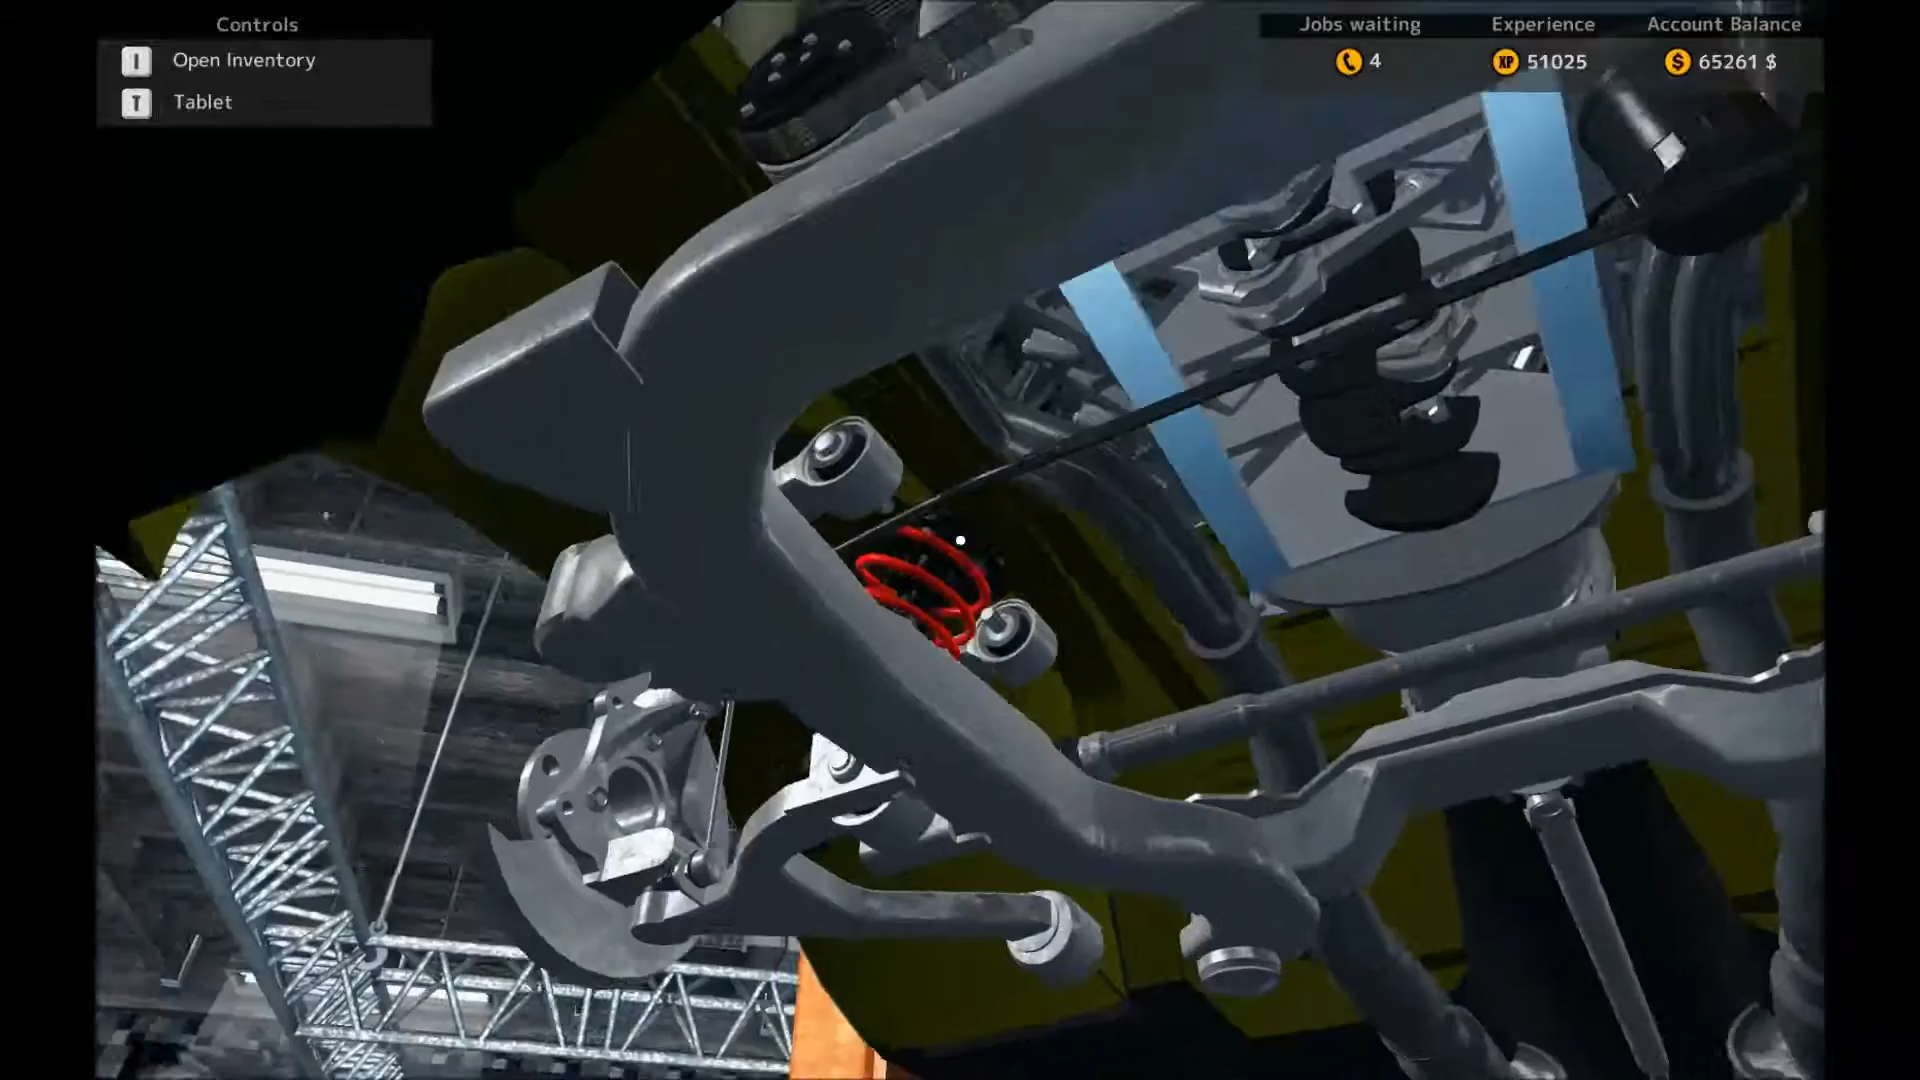 Controls
I Open Inventory
T Tablet
Jobs waiting
4
Experience
XP 51025
Account Balance
$ 65261 $